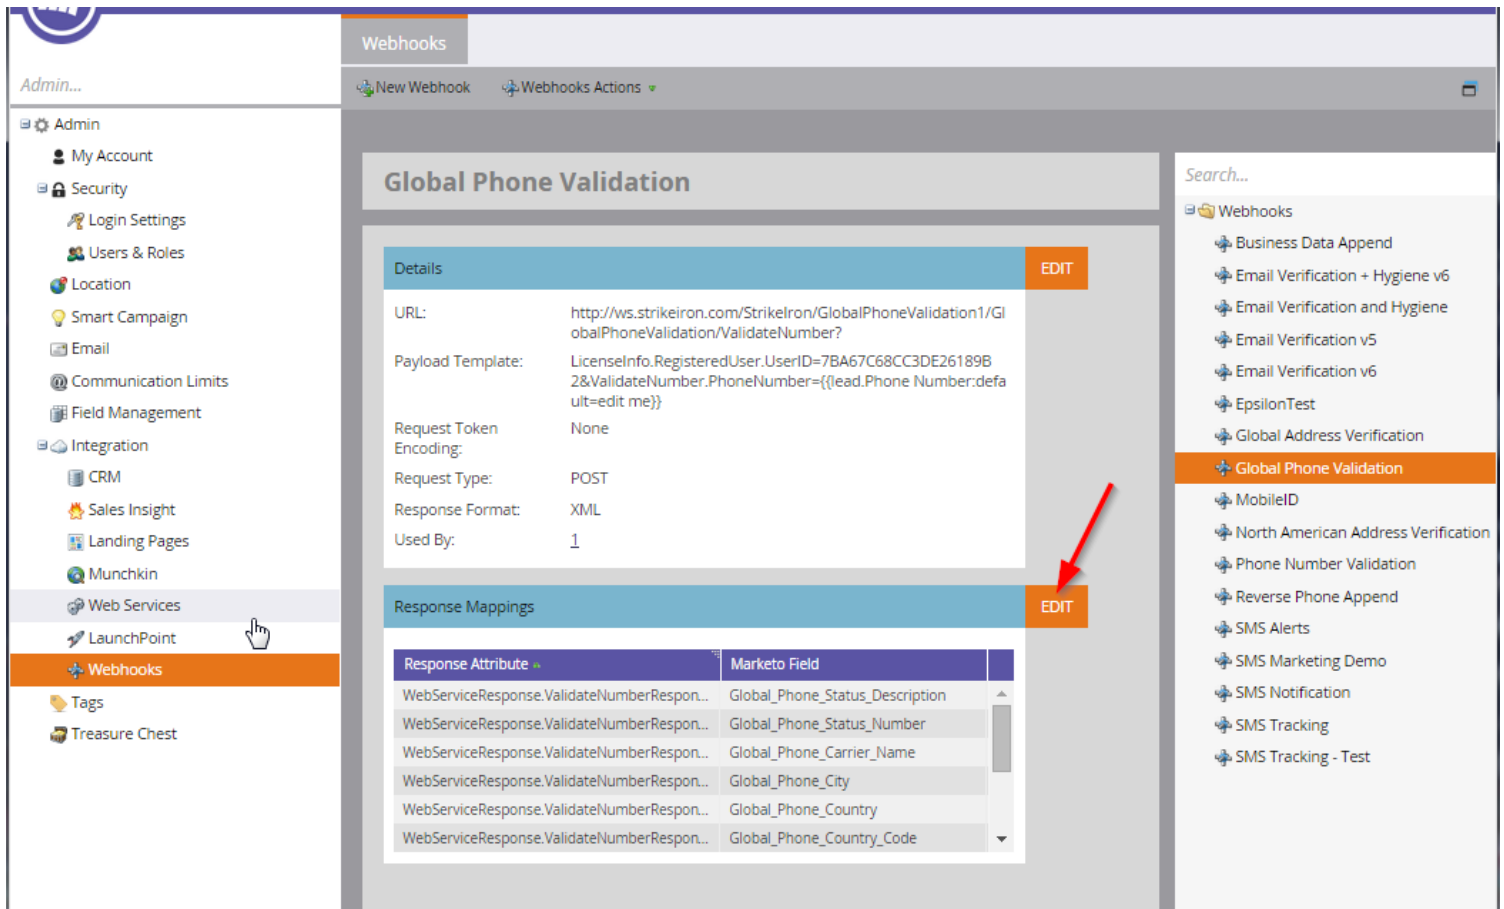 Webhooks
Admin...
New Webhook
Webhooks Actions
Admin
My Account
Security
Login Settings
Users & Roles
Location
Smart Campaign
Email
Communication Limits
Field Management
Integration
CRM
Sales Insight
Landing Pages
Munchkin
Web Services
LaunchPoint
Webhooks
Tags
Treasure Chest
Global Phone Validation
Details
EDIT
URL:
http://ws.strikeiron.com/StrikeIron/GlobalPhoneValidation1/Gl
obalPhoneValidation/ValidateNumber?
Payload Template:
LicenseInfo.RegisteredUser.UserID=7BA67C68CC3DE26189B
2&ValidateNumber.PhoneNumber={{lead.Phone Number:defa
ult=edit me}}
Request Token
Encoding:
None
Request Type:
POST
Response Format:
XML
Used By:
1
Response Mappings
EDIT
Response Attribute
Marketo Field
WebServiceResponse.ValidateNumberRespon...
Global_Phone_Status_Description
WebServiceResponse.ValidateNumberRespon...
Global_Phone_Status_Number
WebServiceResponse.ValidateNumberRespon...
Global_Phone_Carrier_Name
WebServiceResponse.ValidateNumberRespon...
Global_Phone_City
WebServiceResponse.ValidateNumberRespon...
Global_Phone_Country
WebServiceResponse.ValidateNumberRespon...
Global_Phone_Country_Code
Search...
Webhooks
Business Data Append
Email Verification + Hygiene v6
Email Verification and Hygiene
Email Verification v5
Email Verification v6
EpsilonTest
Global Address Verification
Global Phone Validation
MobileID
North American Address Verification
Phone Number Validation
Reverse Phone Append
SMS Alerts
SMS Marketing Demo
SMS Notification
SMS Tracking
SMS Tracking - Test